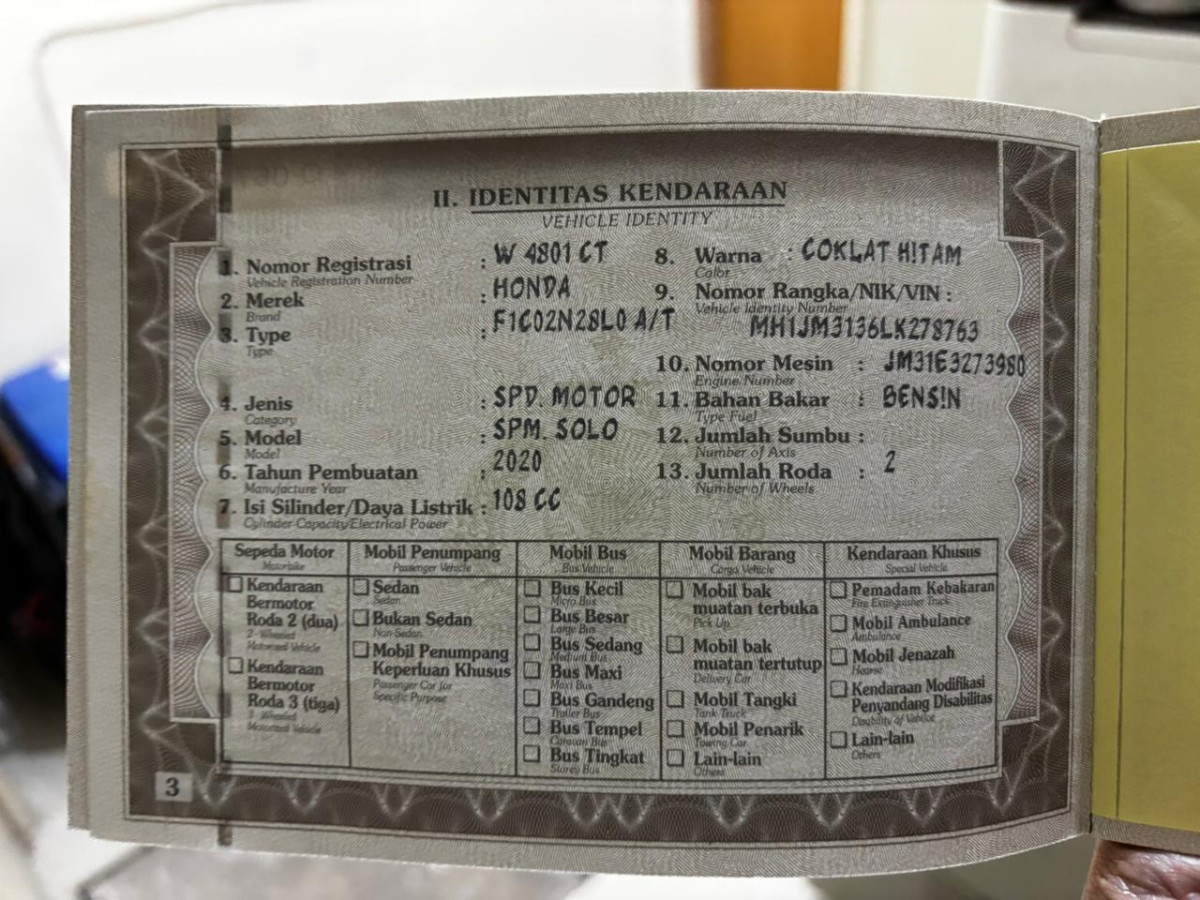 II. IDENTITAS KENDARAAN
VEHICLE IDENTITY
1. Nomor Registrasi : W 4801 CT
Vehicle Registration Number
2. Merek : HONDA
Brand
3. Type : F1C02N28L0 A/T
Type
4. Jenis : SPD. MOTOR
Category
5. Model : SPM. SOLO
Model
6. Tahun Pembuatan : 2020
Manufacture Year
7. Isi Silinder/Daya Listrik : 108 CC
Cylinder Capacity/Electrical Power
8. Warna : COKLAT HITAM
Color
9. Nomor Rangka/NIK/VIN :
Vehicle Identity Number
MH1JM3136LK278763
10. Nomor Mesin : JM31E3273980
Engine Number
11. Bahan Bakar : BENSIN
Type Fuel
12. Jumlah Sumbu :
Number of Axis
13. Jumlah Roda : 2
Number of Wheels
Sepeda Motor
Motorbike
Kendaraan
Bermotor
Roda 2 (dua)
2-Wheeled
Motorized Vehicle
Kendaraan
Bermotor
Roda 3 (tiga)
3-Wheeled
Motorized Vehicle
Mobil Penumpang
Passenger Vehicle
Sedan
Sedan
Bukan Sedan
Non-Sedan
Mobil Penumpang
Keperluan Khusus
Passenger Car for
Specific Purpose
Mobil Bus
Bus Vehicle
Bus Kecil
Micro Bus
Bus Besar
Large Bus
Bus Sedang
Medium Bus
Bus Maxi
Maxi Bus
Bus Gandeng
Thaller Bus
Bus Tempel
Caravan Bus
Bus Tingkat
Storey Bus
Mobil Barang
Cargo Vehicle
Mobil bak
muatan terbuka
Pick Up
Mobil bak
muatan tertutup
Delivery Car
Mobil Tangki
Tank Truck
Mobil Penarik
Towing Car
Lain-lain
Others
Kendaraan Khusus
Special Vehicle
Pemadam Kebakaran
Fire Extinguisher Truck
Mobil Ambulance
Ambulance
Mobil Jenazah
Hearse
Kendaraan Modifikasi
Penyandang Disabilitas
Disability of Vehicle
Lain-lain
Others
3